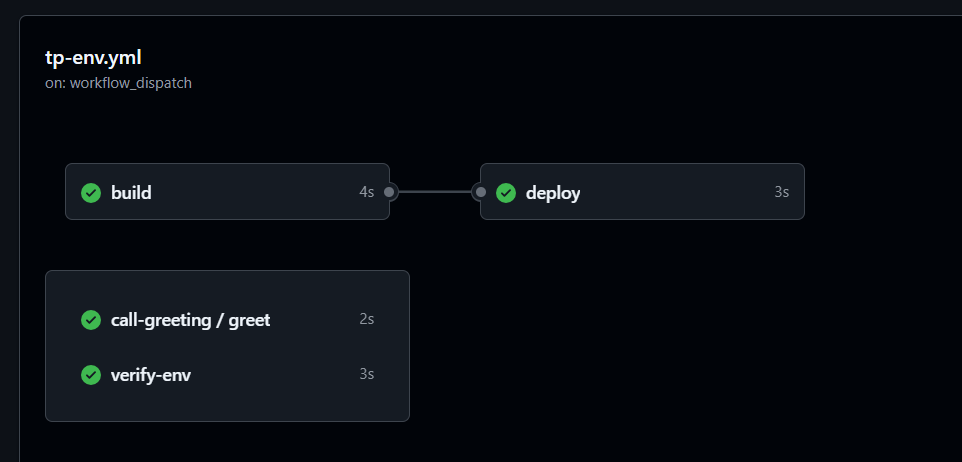 tp-env.yml
on: workflow_dispatch
build 4s
deploy 3s
call-greeting / greet 2s
verify-env 3s